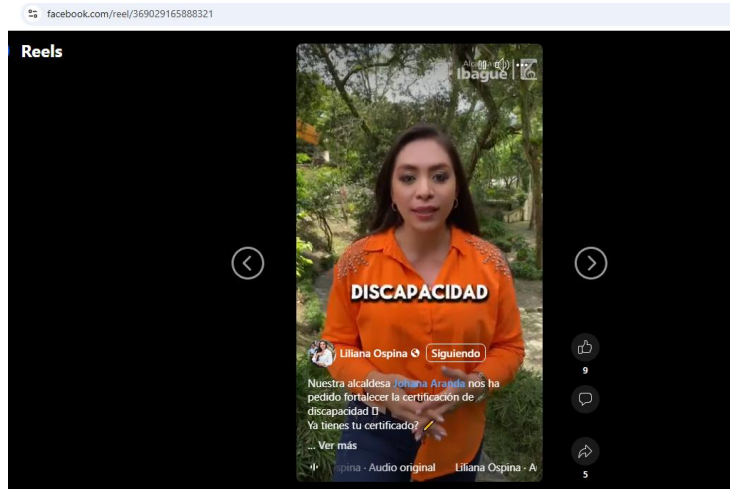 facebook.com/reel/369029165888321
Reels
Ibagué
DISCAPACIDAD
Liliana Ospina
Siguiendo
Nuestra alcaldesa Johana Aranda nos ha
pedido fortalecer la certificación de
discapacidad
Ya tienes tu certificado?
... Ver más
spina · Audio original Liliana Ospina · A
9
5